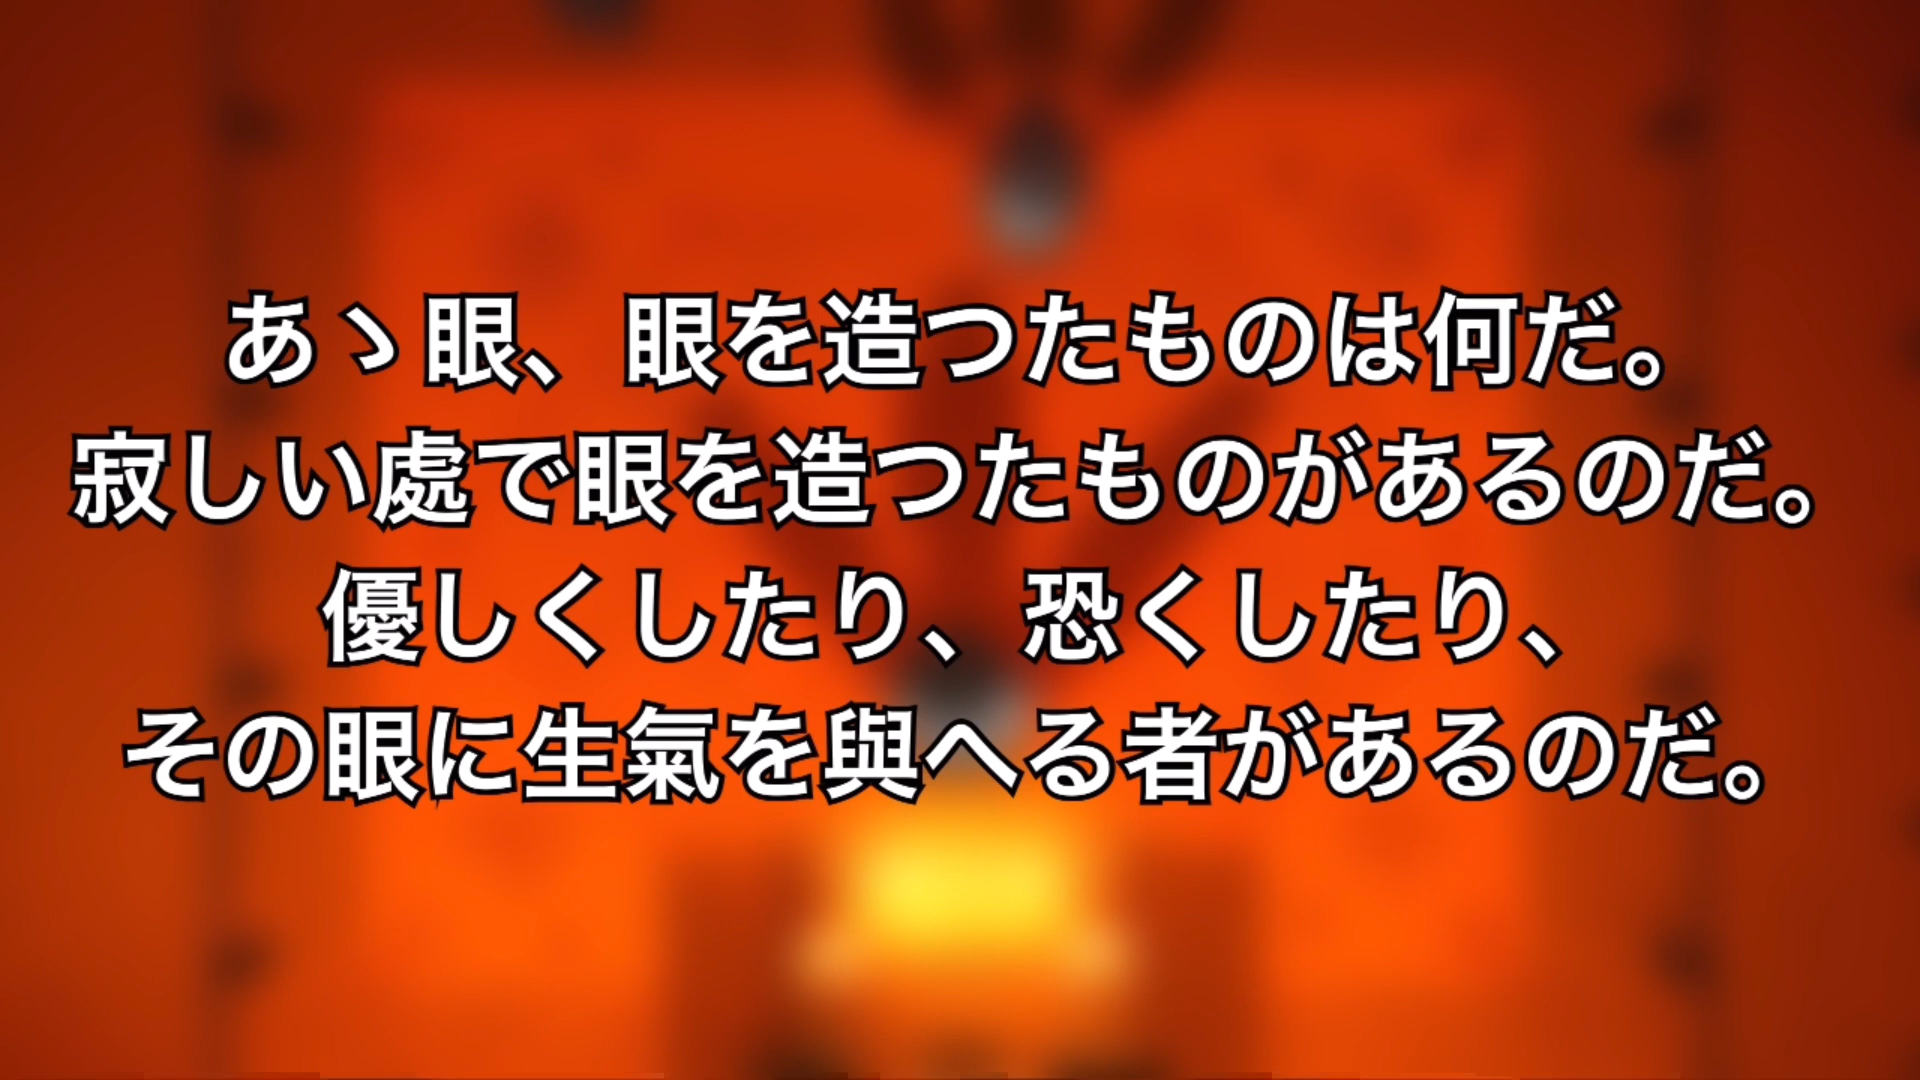 あゝ眼、眼を造つたものは何だ。
寂しい處で眼を造つたものがあるのだ。
優しくしたり、恐くしたり、
その眼に生氣を與へる者があるのだ。